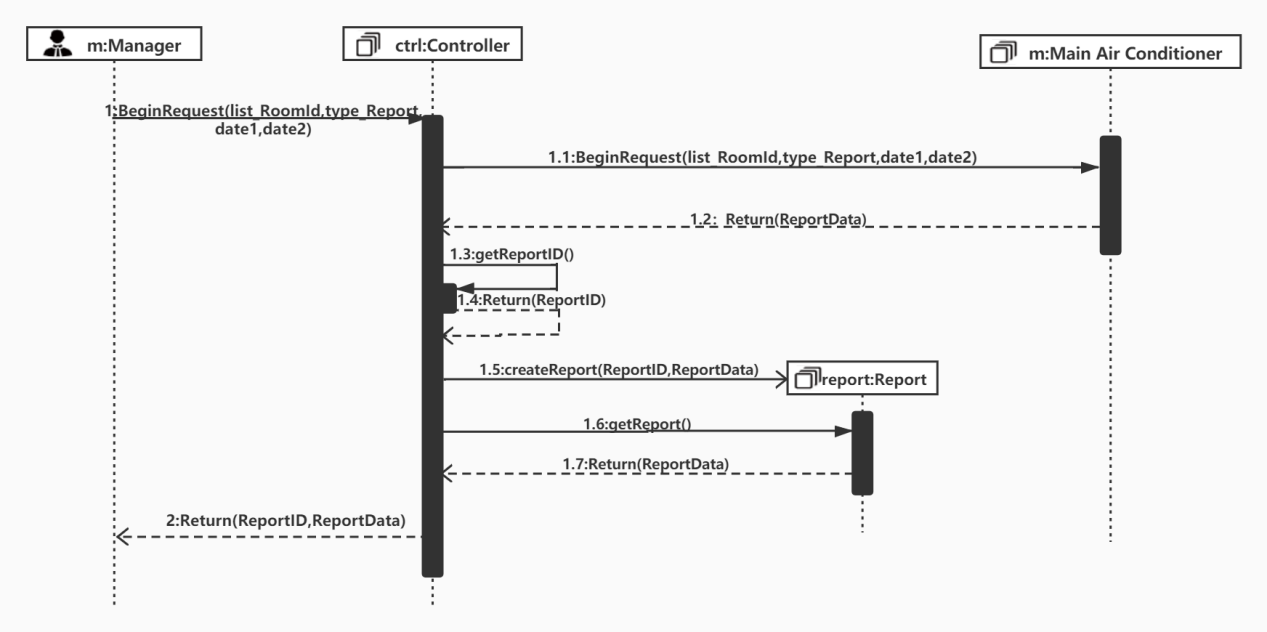 m:Manager
ctrl:Controller
m:Main Air Conditioner
1:BeginRequest(list_RoomId,type_Report,
date1,date2)
1.1:BeginRequest(list_RoomId,type_Report,date1,date2)
1.2: Return(ReportData)
1.3:getReportID()
1.4:Return(ReportID)
1.5:createReport(ReportID,ReportData)
report:Report
1.6:getReport()
1.7:Return(ReportData)
2:Return(ReportID,ReportData)